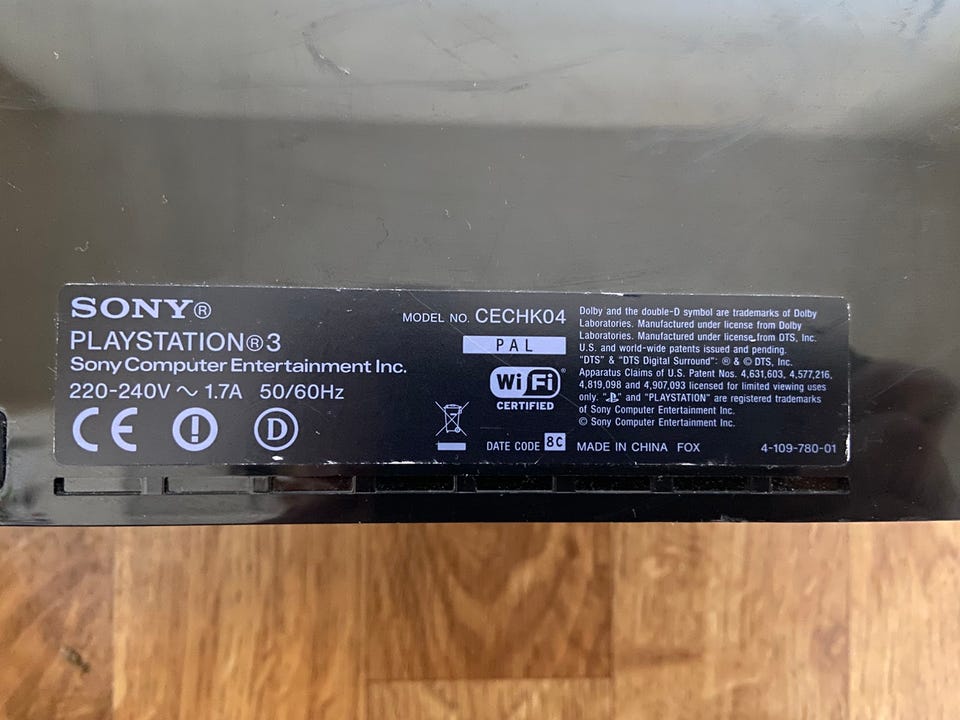 SONY®
PLAYSTATION®3
Sony Computer Entertainment Inc.
220-240V ~ 1.7A 50/60Hz
CE
D
MODEL NO. CECHK04
PAL
Wi Fi ®
CERTIFIED
DATE CODE 8C
Dolby and the double-D symbol are trademarks of Dolby
Laboratories. Manufactured under license from Dolby
Laboratories. Manufactured under license from DTS, Inc.
U.S. and world-wide patents issued and pending.
"DTS" & "DTS Digital Surround": ® & © DTS, Inc.
Apparatus Claims of U.S. Patent Nos. 4,631,603, 4,577,216,
4,819,098 and 4,907,093 licensed for limited viewing uses
only. "PS" and "PLAYSTATION" are registered trademarks
of Sony Computer Entertainment Inc.
© Sony Computer Entertainment Inc.
MADE IN CHINA FOX 4-109-780-01